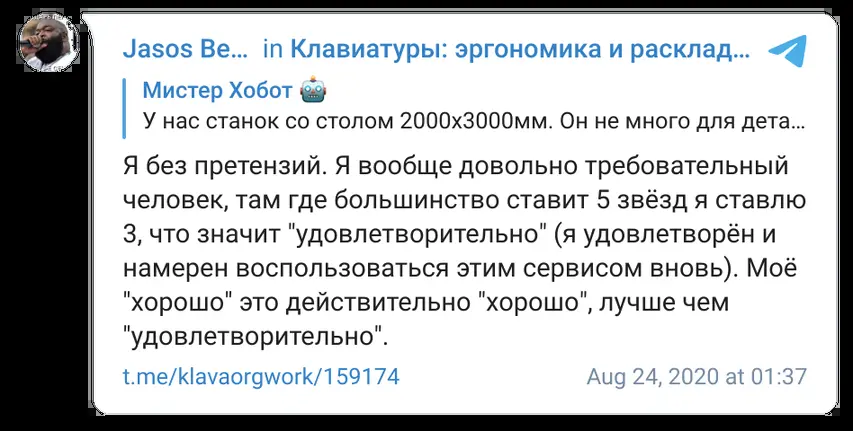 Jasos Be... in Клавиатуры: эргономика и расклад...
Мистер Хобот 🤖
У нас станок со столом 2000х3000мм. Он не много для дета...
Я без претензий. Я вообще довольно требовательный
человек, там где большинство ставит 5 звёзд я ставлю
3, что значит "удовлетворительно" (я удовлетворён и
намерен воспользоваться этим сервисом вновь). Моё
"хорошо" это действительно "хорошо", лучше чем
"удовлетворительно".
t.me/klavaorgwork/159174 Aug 24, 2020 at 01:37